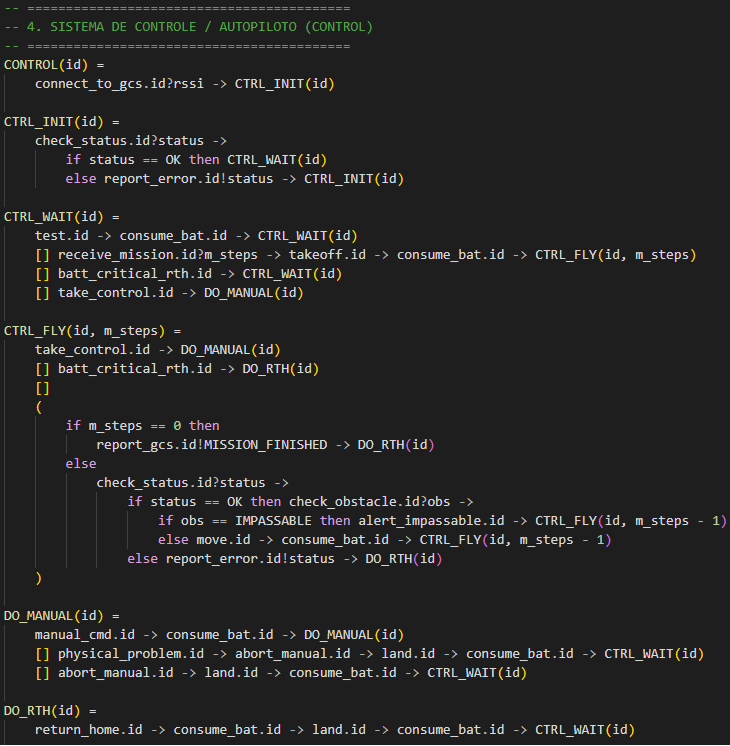 -- ==========================================
-- 4. SISTEMA DE CONTROLE / AUTOPILOTO (CONTROL)
-- ==========================================
CONTROL(id) =
    connect_to_gcs.id?rssi -> CTRL_INIT(id)

CTRL_INIT(id) =
    check_status.id?status ->
        if status == OK then CTRL_WAIT(id)
        else report_error.id!status -> CTRL_INIT(id)

CTRL_WAIT(id) =
    test.id -> consume_bat.id -> CTRL_WAIT(id)
    [] receive_mission.id?m_steps -> takeoff.id -> consume_bat.id -> CTRL_FLY(id, m_steps)
    [] batt_critical_rth.id -> CTRL_WAIT(id)
    [] take_control.id -> DO_MANUAL(id)

CTRL_FLY(id, m_steps) =
    take_control.id -> DO_MANUAL(id)
    [] batt_critical_rth.id -> DO_RTH(id)
    []
    (
        if m_steps == 0 then
            report_gcs.id!MISSION_FINISHED -> DO_RTH(id)
        else
            check_status.id?status ->
                if status == OK then check_obstacle.id?obs ->
                    if obs == IMPASSABLE then alert_impassable.id -> CTRL_FLY(id, m_steps - 1)
                    else move.id -> consume_bat.id -> CTRL_FLY(id, m_steps - 1)
                else report_error.id!status -> DO_RTH(id)
    )

DO_MANUAL(id) =
    manual_cmd.id -> consume_bat.id -> DO_MANUAL(id)
    [] physical_problem.id -> abort_manual.id -> land.id -> consume_bat.id -> CTRL_WAIT(id)
    [] abort_manual.id -> land.id -> consume_bat.id -> CTRL_WAIT(id)

DO_RTH(id) =
    return_home.id -> consume_bat.id -> land.id -> consume_bat.id -> CTRL_WAIT(id)